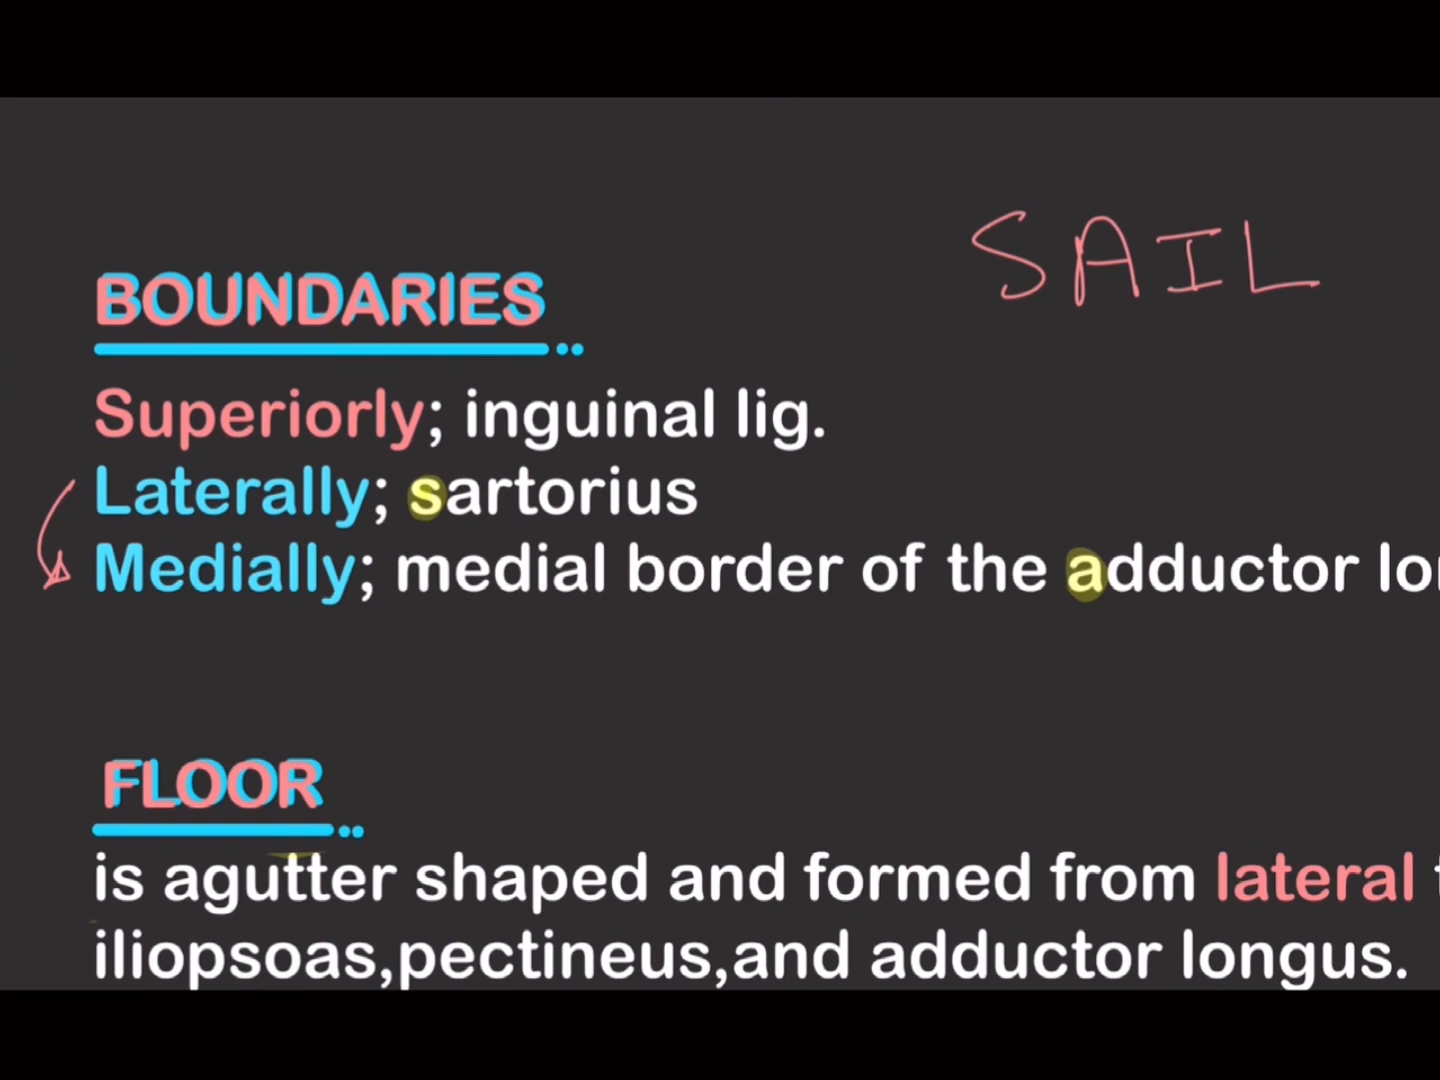 SAIL
BOUNDARIES
Superiorly; inguinal lig.
Laterally; sartorius
Medially; medial border of the adductor
FLOOR
is agutter shaped and formed from lateral
iliopsoas,pectineus,and adductor longus.